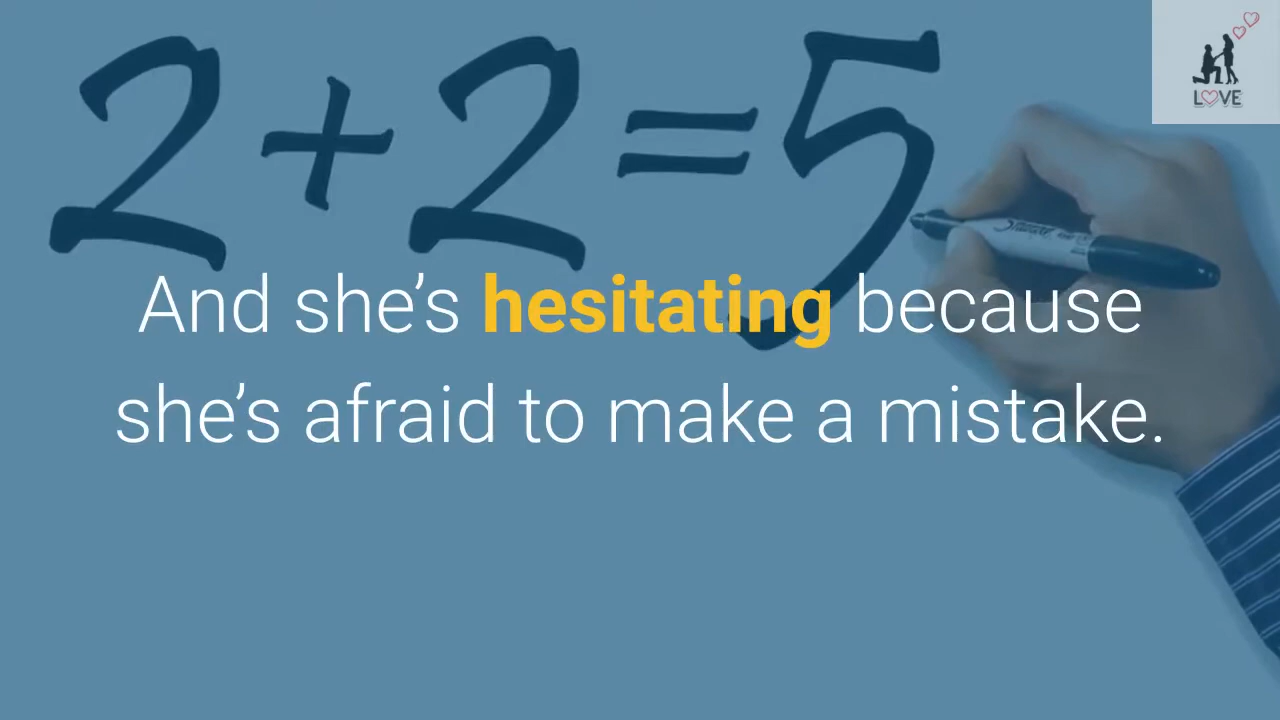 2+2=5
LOVE
And she’s hesitating because
she’s afraid to make a mistake.